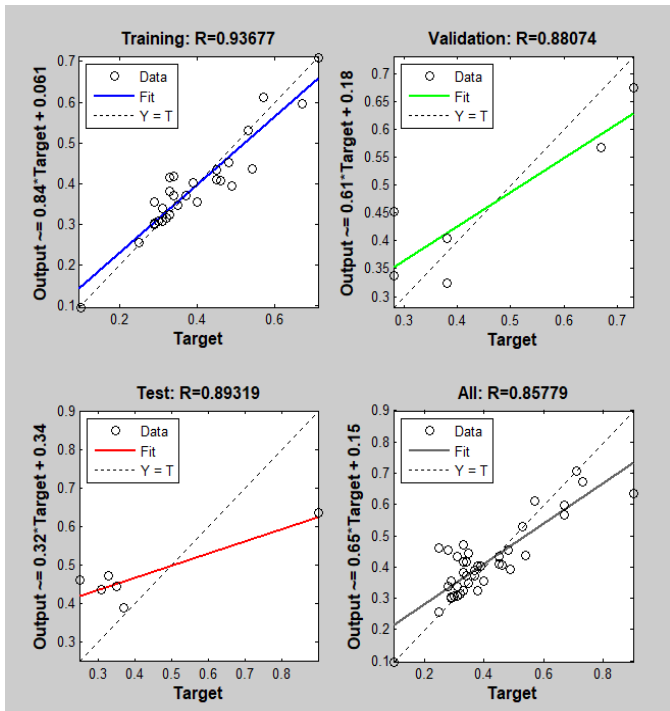 Training: R=0.93677
Output ~= 0.84*Target + 0.061
0.7
0.6
0.5
0.4
0.3
0.2
0.1
Data
Fit
Y = T
0.2 0.4 0.6
Target
Validation: R=0.88074
Output ~= 0.61*Target + 0.18
0.7
0.65
0.6
0.55
0.5
0.45
0.4
0.35
0.3
Data
Fit
Y = T
0.3 0.4 0.5 0.6 0.7
Target
Test: R=0.89319
Output ~= 0.32*Target + 0.34
0.9
0.8
0.7
0.6
0.5
0.4
0.3
Data
Fit
Y = T
0.3 0.4 0.5 0.6 0.7 0.8 0.9
Target
All: R=0.85779
Output ~= 0.65*Target + 0.15
0.9
0.8
0.7
0.6
0.5
0.4
0.3
0.2
0.1
Data
Fit
Y = T
0.2 0.4 0.6 0.8
Target